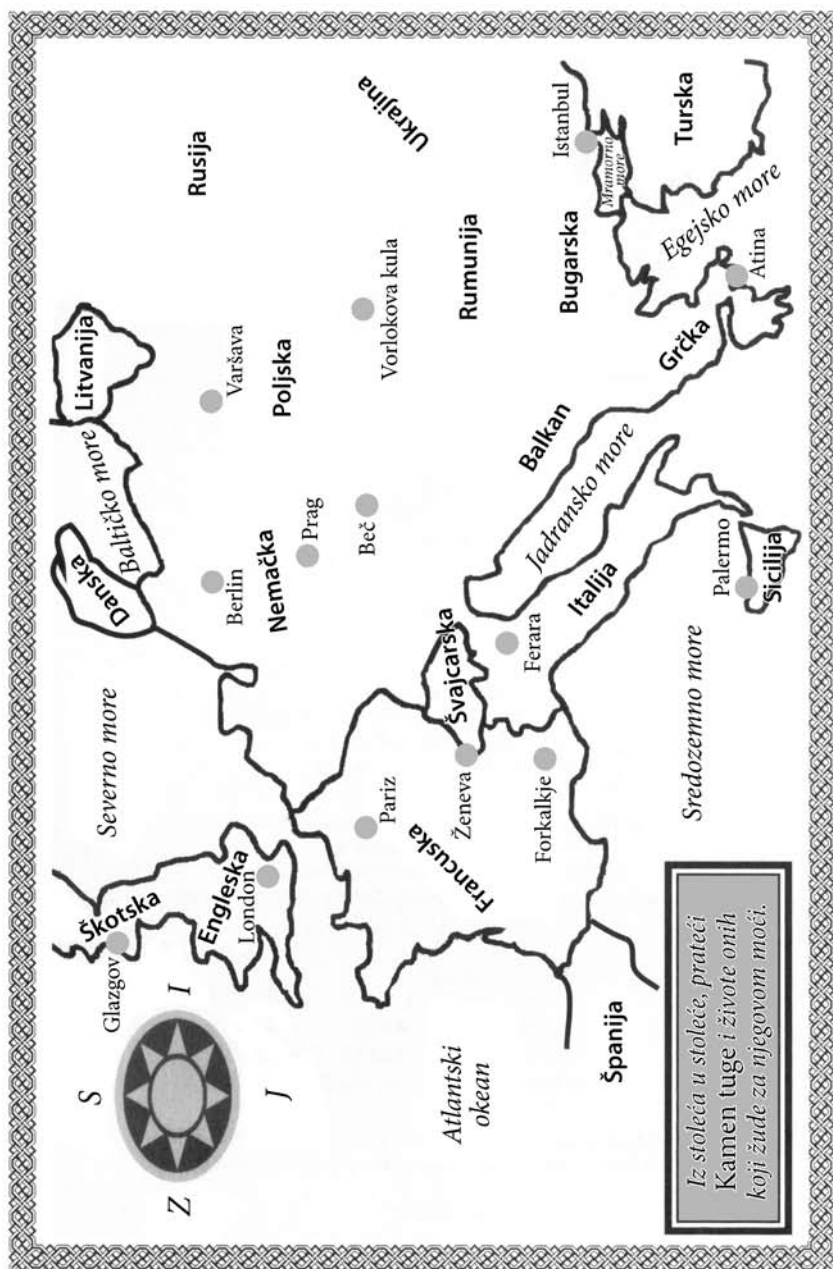 Severno more
Danska
Baltičko more
Litvanija
Škotska
Glazgov
Engleska
London
S
I
Z
J
Berlin
Nemačka
Prag
Varšava
Poljska
Rusija
Ukrajina
Pariz
Beč
Vorlokova kula
Francuska
Ženeva
Švajcarska
Ferara
Forkalkje
Atlantski
okean
Španija
Rumunija
Bugarska
Istanbul
Mramorno
more
Turska
Balkan
Jadransko more
Italija
Grčka
Egejsko more
Atina
Palermo
Sicilija
Sredozemno more
Iz stoleća u stoleće, prateći
Kamen tuge i živote onih
koji žude za njegovom moći.